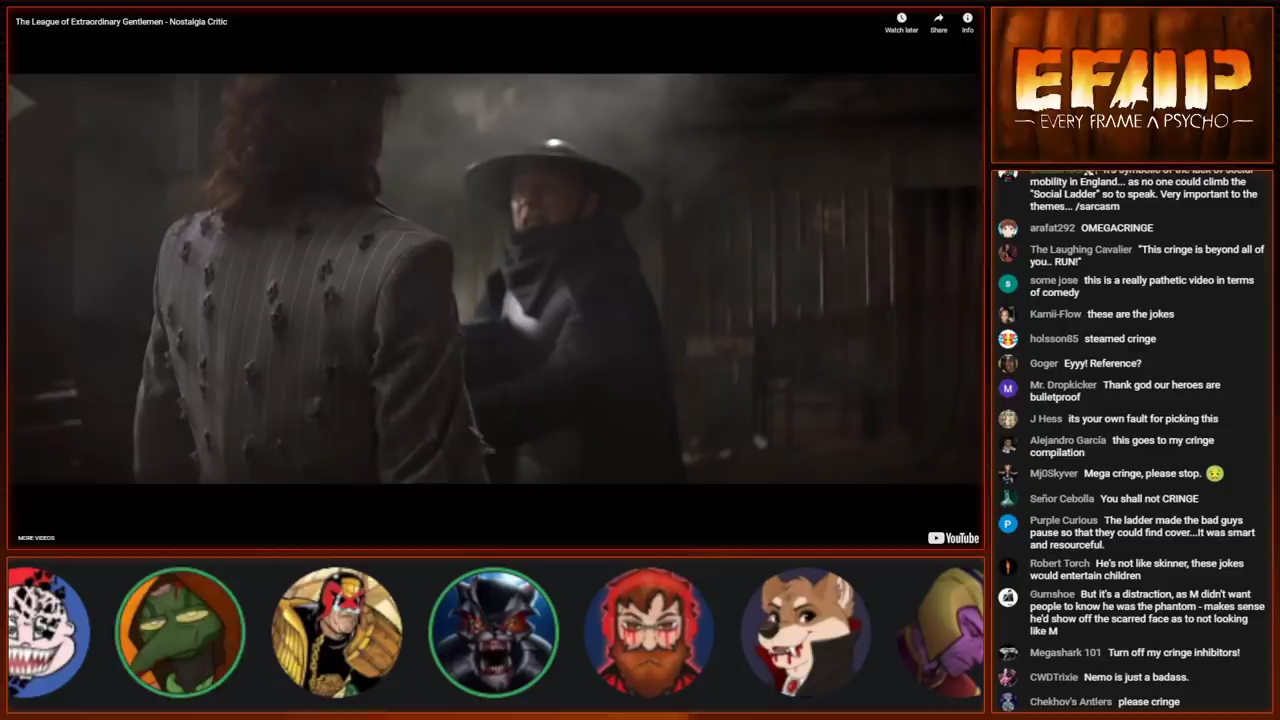 The League of Extraordinary Gentlemen - Nostalgia Critic
Watch later
Share
Info
MORE VIDEOS
YouTube
EFAP
EVERY FRAME A PSYCHO
mobility in England... as no one could climb the
"Social Ladder" so to speak. Very important to the
themes... /sarcasm
arafat292 OMEGACRINGE
The Laughing Cavalier "This cringe is beyond all of
you.. RUN!"
s
some jose this is a really pathetic video in terms
of comedy
Kamii-Flow these are the jokes
holsson85 steamed cringe
Goger Eyyy! Reference?
M
Mr. Dropkicker Thank god our heroes are
bulletproof
J Hess its your own fault for picking this
Alejandro García this goes to my cringe
compilation
Mj0Skyver Mega cringe, please stop.
Señor Cebolla You shall not CRINGE
P
Purple Curious The ladder made the bad guys
pause so that they could find cover...It was smart
and resourceful.
Robert Torch He's not like skinner, these jokes
would entertain children
Gumshoe But it's a distraction, as M didn't want
people to know he was the phantom - makes sense
he'd show off the scarred face as to not looking
like M
Megashark 101 Turn off my cringe inhibitors!
CWDTrixie Nemo is just a badass.
Chekhov's Antlers please cringe